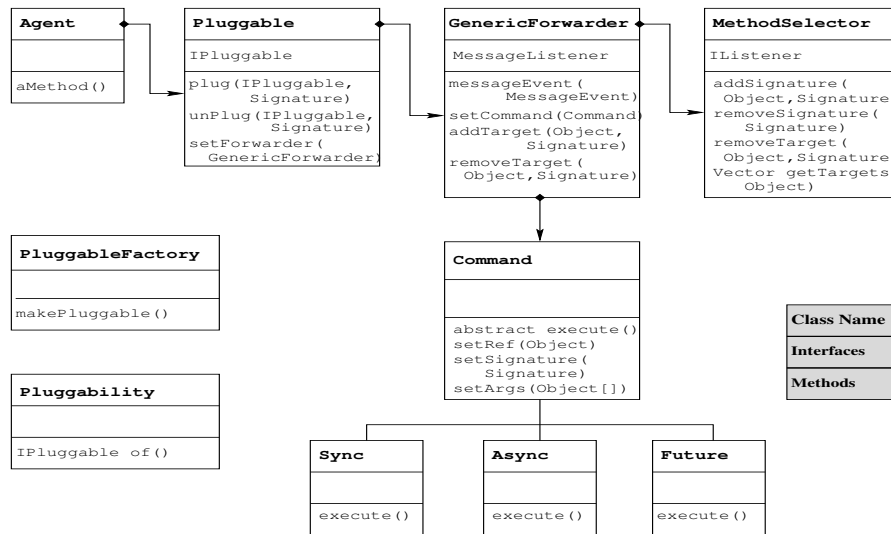 Agent
aMethod()
Pluggable
IPluggable
plug(IPluggable,
Signature)
unPlug(IPluggable,
Signature)
setForwarder(
GenericForwarder)
GenericForwarder
MessageListener
messageEvent(
MessageEvent)
setCommand(Command)
addTarget(Object,
Signature)
removeTarget(
Object,Signature)
MethodSelector
IListener
addSignature(
Object,Signature
removeSignature(
Signature)
removeTarget(
Object,Signature
Vector getTargets
Object)
PluggableFactory
makePluggable()
Command
abstract execute()
setRef(Object)
setSignature(
Signature)
setArgs(Object[])
Class Name
Interfaces
Methods
Pluggability
IPluggable of()
Sync
execute()
Async
execute()
Future
execute()